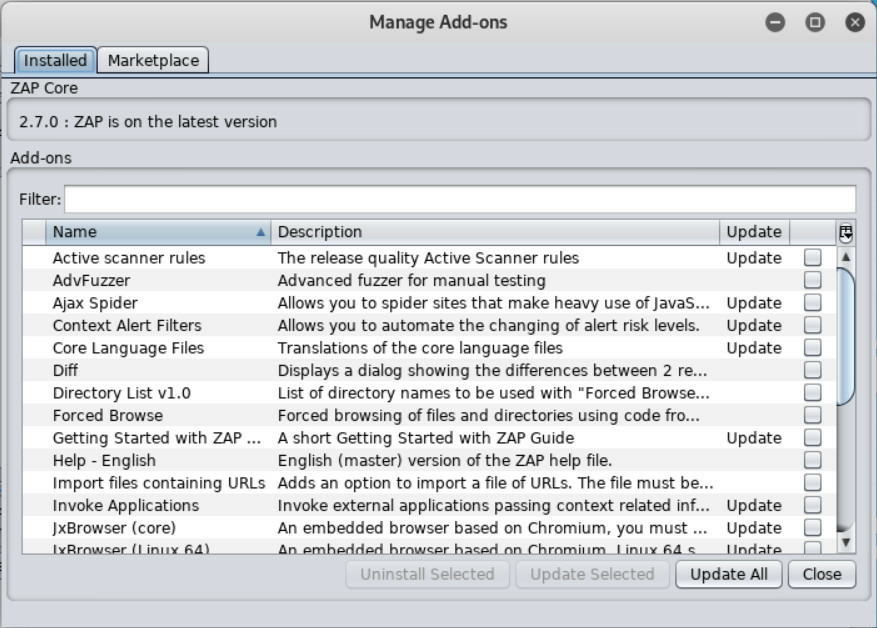 Manage Add-ons
Installed Marketplace
ZAP Core
2.7.0 : ZAP is on the latest version
Add-ons
Filter:
Name Description Update
Active scanner rules The release quality Active Scanner rules Update
AdvFuzzer Advanced fuzzer for manual testing
Ajax Spider Allows you to spider sites that make heavy use of JavaS... Update
Context Alert Filters Allows you to automate the changing of alert risk levels. Update
Core Language Files Translations of the core language files Update
Diff Displays a dialog showing the differences between 2 re...
Directory List v1.0 List of directory names to be used with "Forced Browse...
Forced Browse Forced browsing of files and directories using code fro...
Getting Started with ZAP ... A short Getting Started with ZAP Guide Update
Help - English English (master) version of the ZAP help file.
Import files containing URLs Adds an option to import a file of URLs. The file must be...
Invoke Applications Invoke external applications passing context related inf... Update
JxBrowser (core) An embedded browser based on Chromium, you must ... Update
JxBrowser (Linux 64) An embedded browser based on Chromium. Linux 64 s... Update
Uninstall Selected Update Selected Update All Close